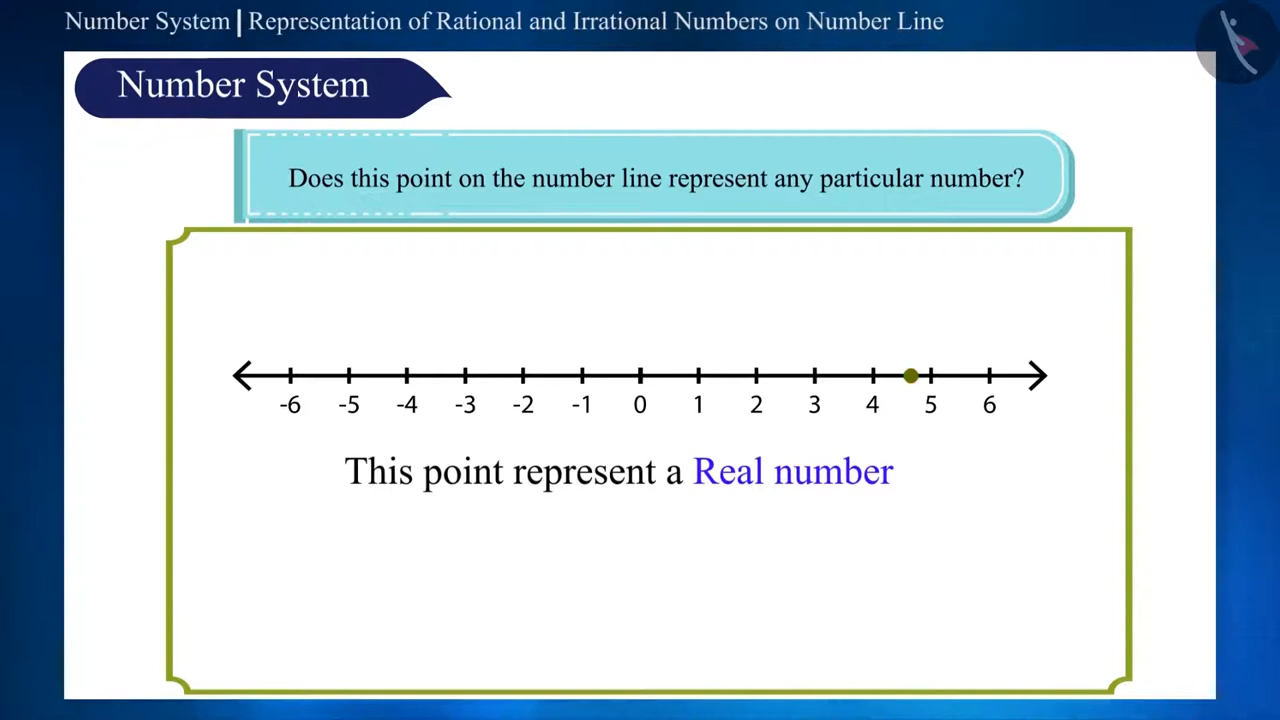 Number System | Representation of Rational and Irrational Numbers on Number Line
Number System
Does this point on the number line represent any particular number?
-6 -5 -4 -3 -2 -1 0 1 2 3 4 5 6
This point represent a Real number